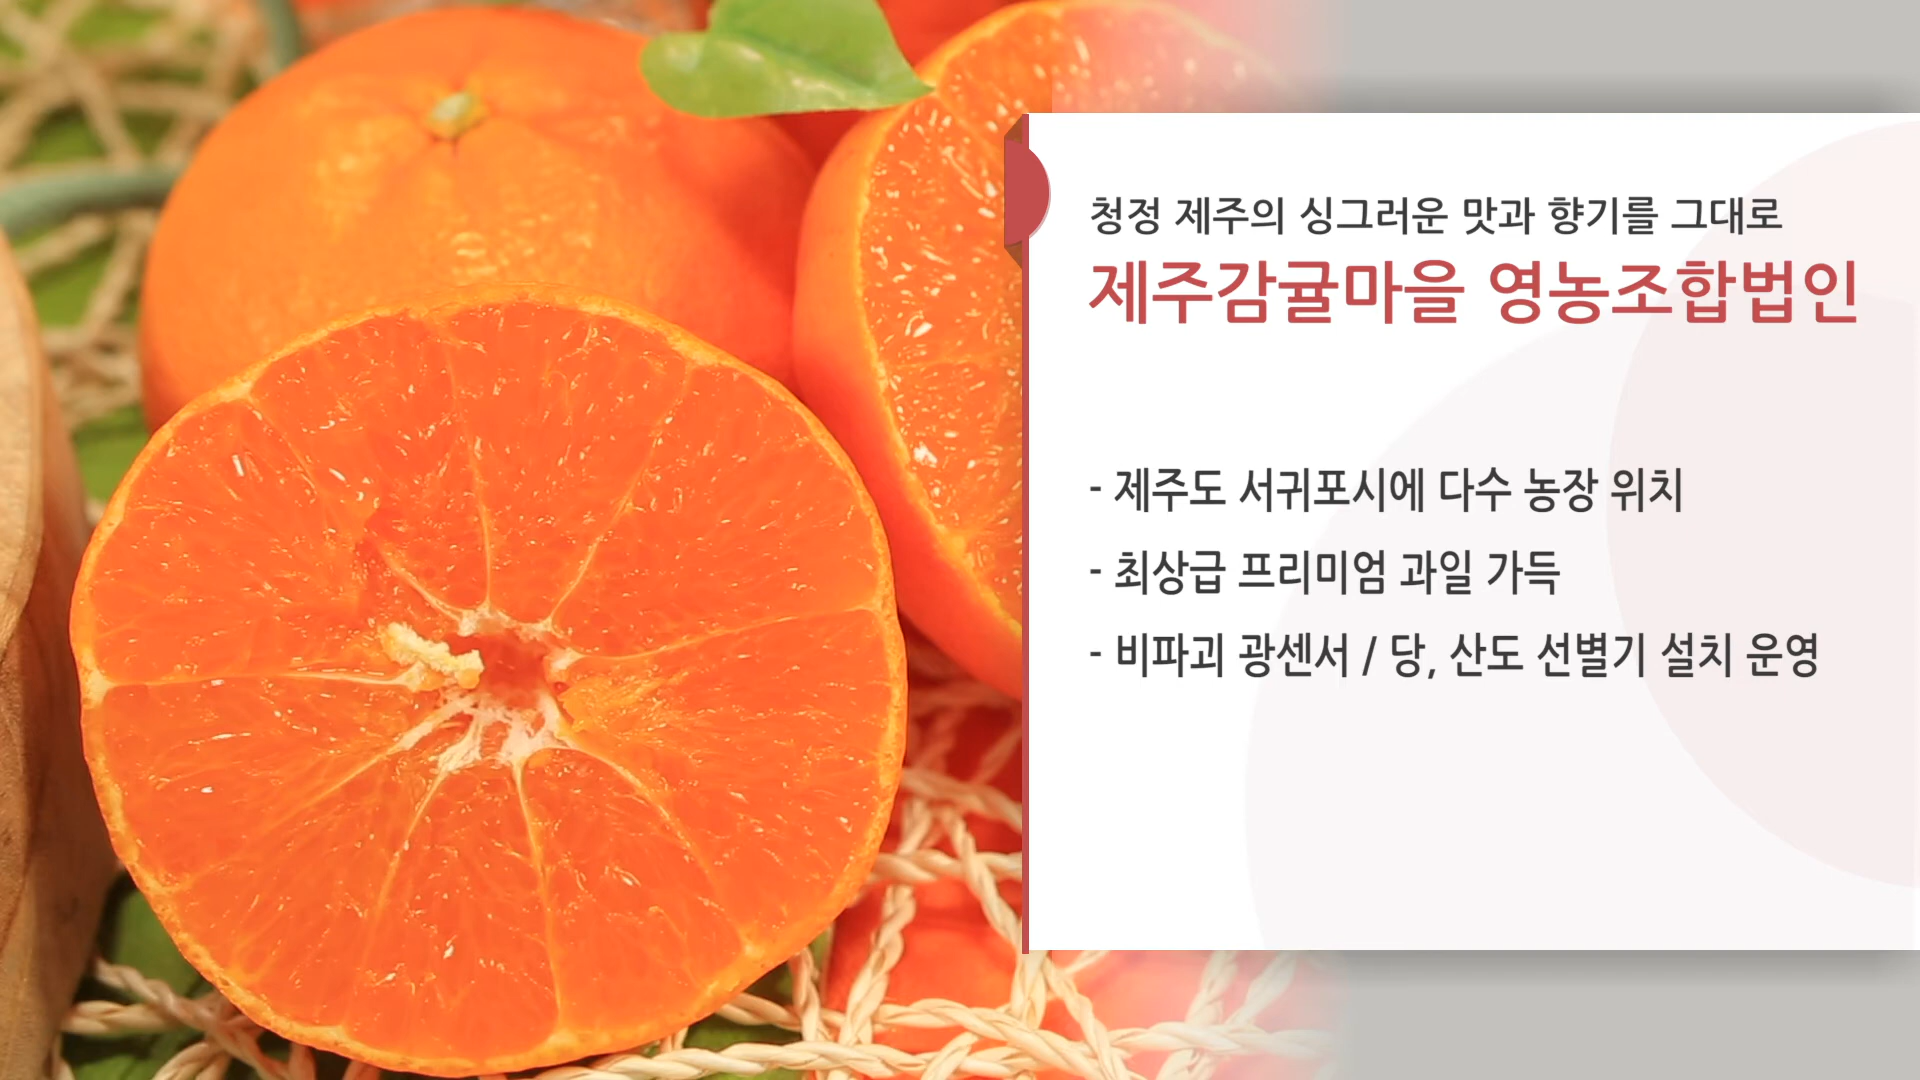 청정 제주의 싱그러운 맛과 향기를 그대로
제주감귤마을 영농조합법인
- 제주도 서귀포시에 다수 농장 위치
- 최상급 프리미엄 과일 가득
- 비파괴 광센서 / 당, 산도 선별기 설치 운영